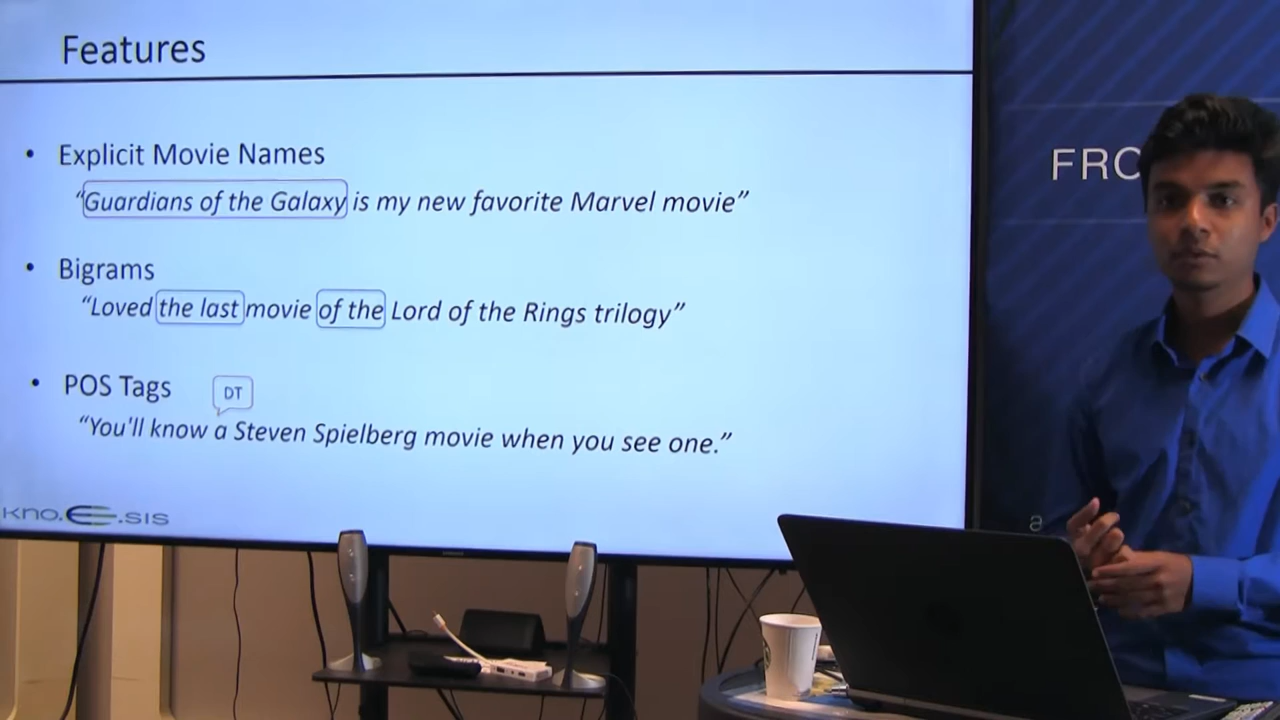 Features
• Explicit Movie Names
“Guardians of the Galaxy is my new favorite Marvel movie”
• Bigrams
“Loved the last movie of the Lord of the Rings trilogy”
• POS Tags
DT
“You'll know a Steven Spielberg movie when you see one.”
kno.e.sis
FRO
a